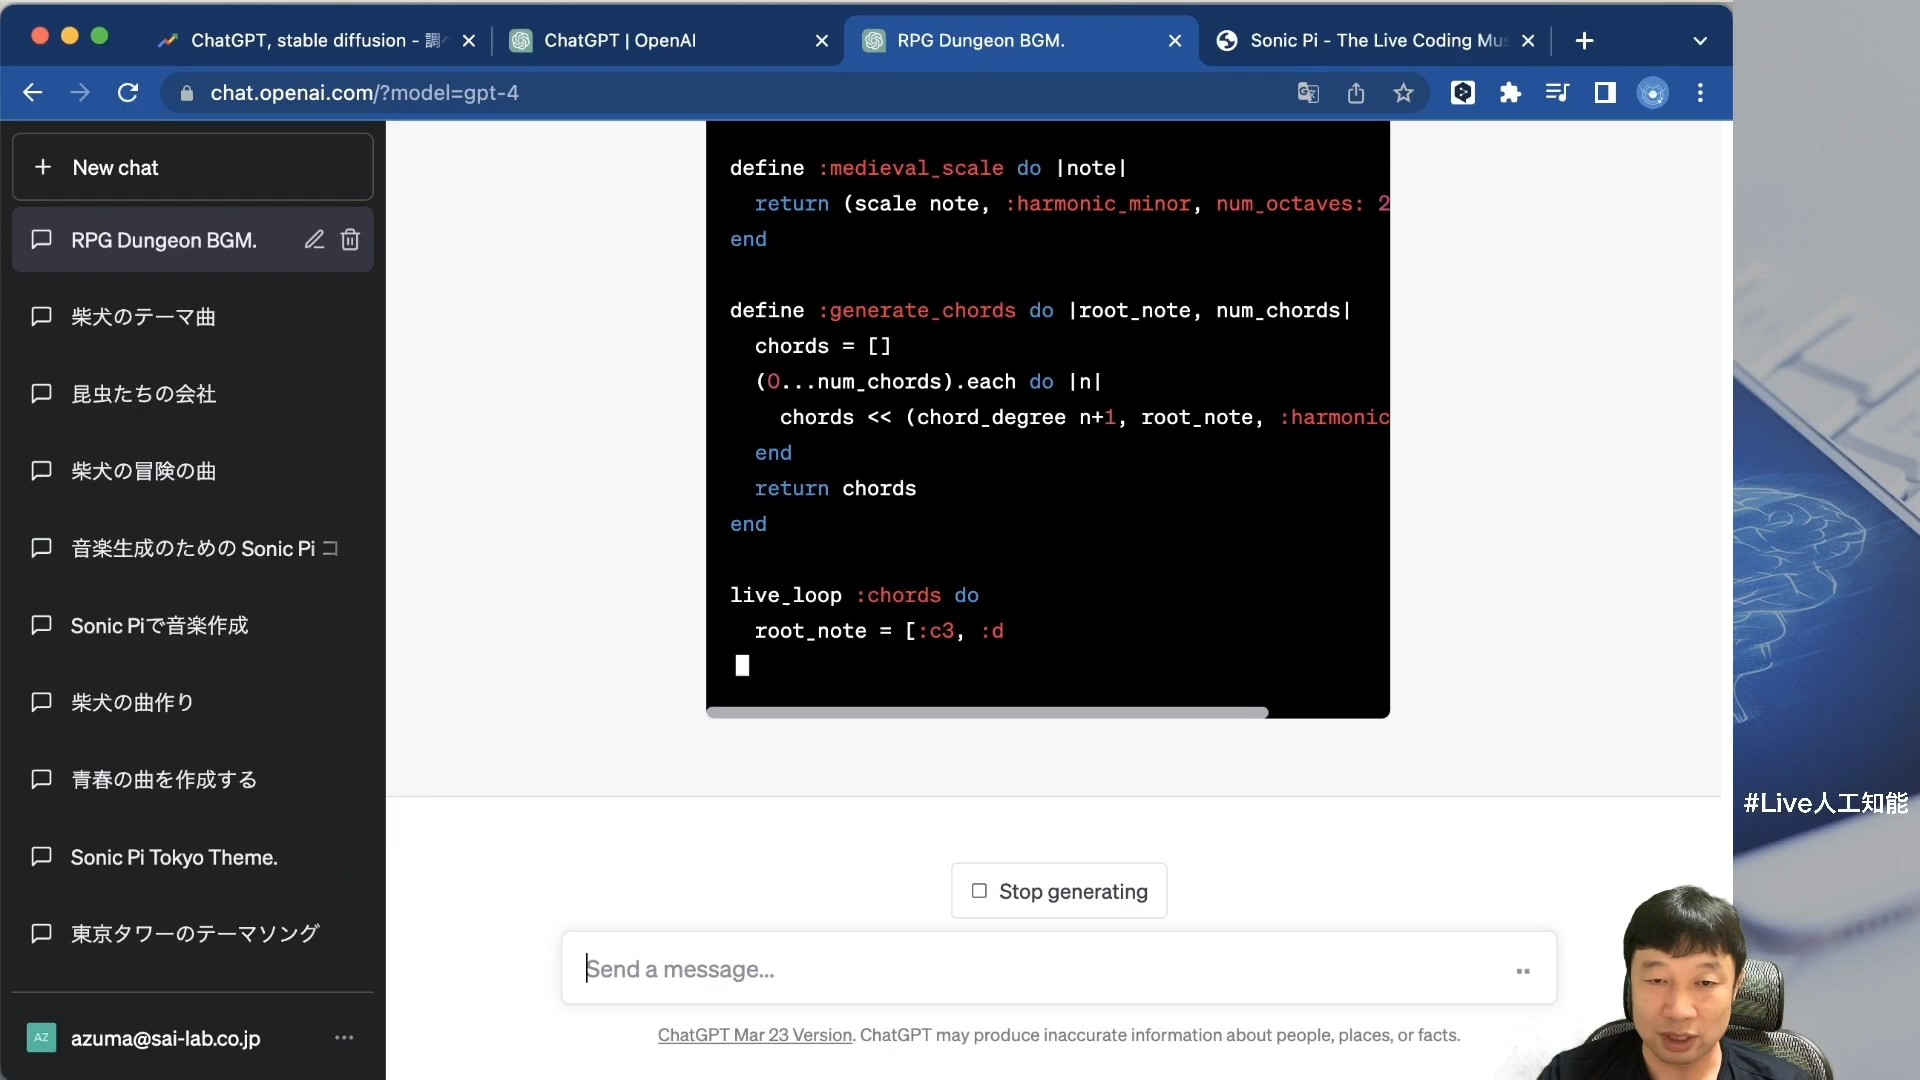 ChatGPT, stable diffusion - 調べ
ChatGPT | OpenAI
RPG Dungeon BGM.
Sonic Pi - The Live Coding Mus
chat.openai.com/?model=gpt-4
New chat
RPG Dungeon BGM.
柴犬のテーマ曲
昆虫たちの会社
柴犬の冒険の曲
音楽生成のための Sonic Pi コ
Sonic Piで音楽作成
柴犬の曲作り
青春の曲を作成する
Sonic Pi Tokyo Theme.
東京タワーのテーマソング
AZ
azuma@sai-lab.co.jp
define :medieval_scale do |note|
return (scale note, :harmonic_minor, num_octaves: 2
end
define :generate_chords do |root_note, num_chords|
chords = []
(0...num_chords).each do |n|
chords << (chord_degree n+1, root_note, :harmonic
end
return chords
end
live_loop :chords do
root_note = [:c3, :d
Stop generating
Send a message...
ChatGPT Mar 23 Version. ChatGPT may produce inaccurate information about people, places, or facts.
#Live人工知能